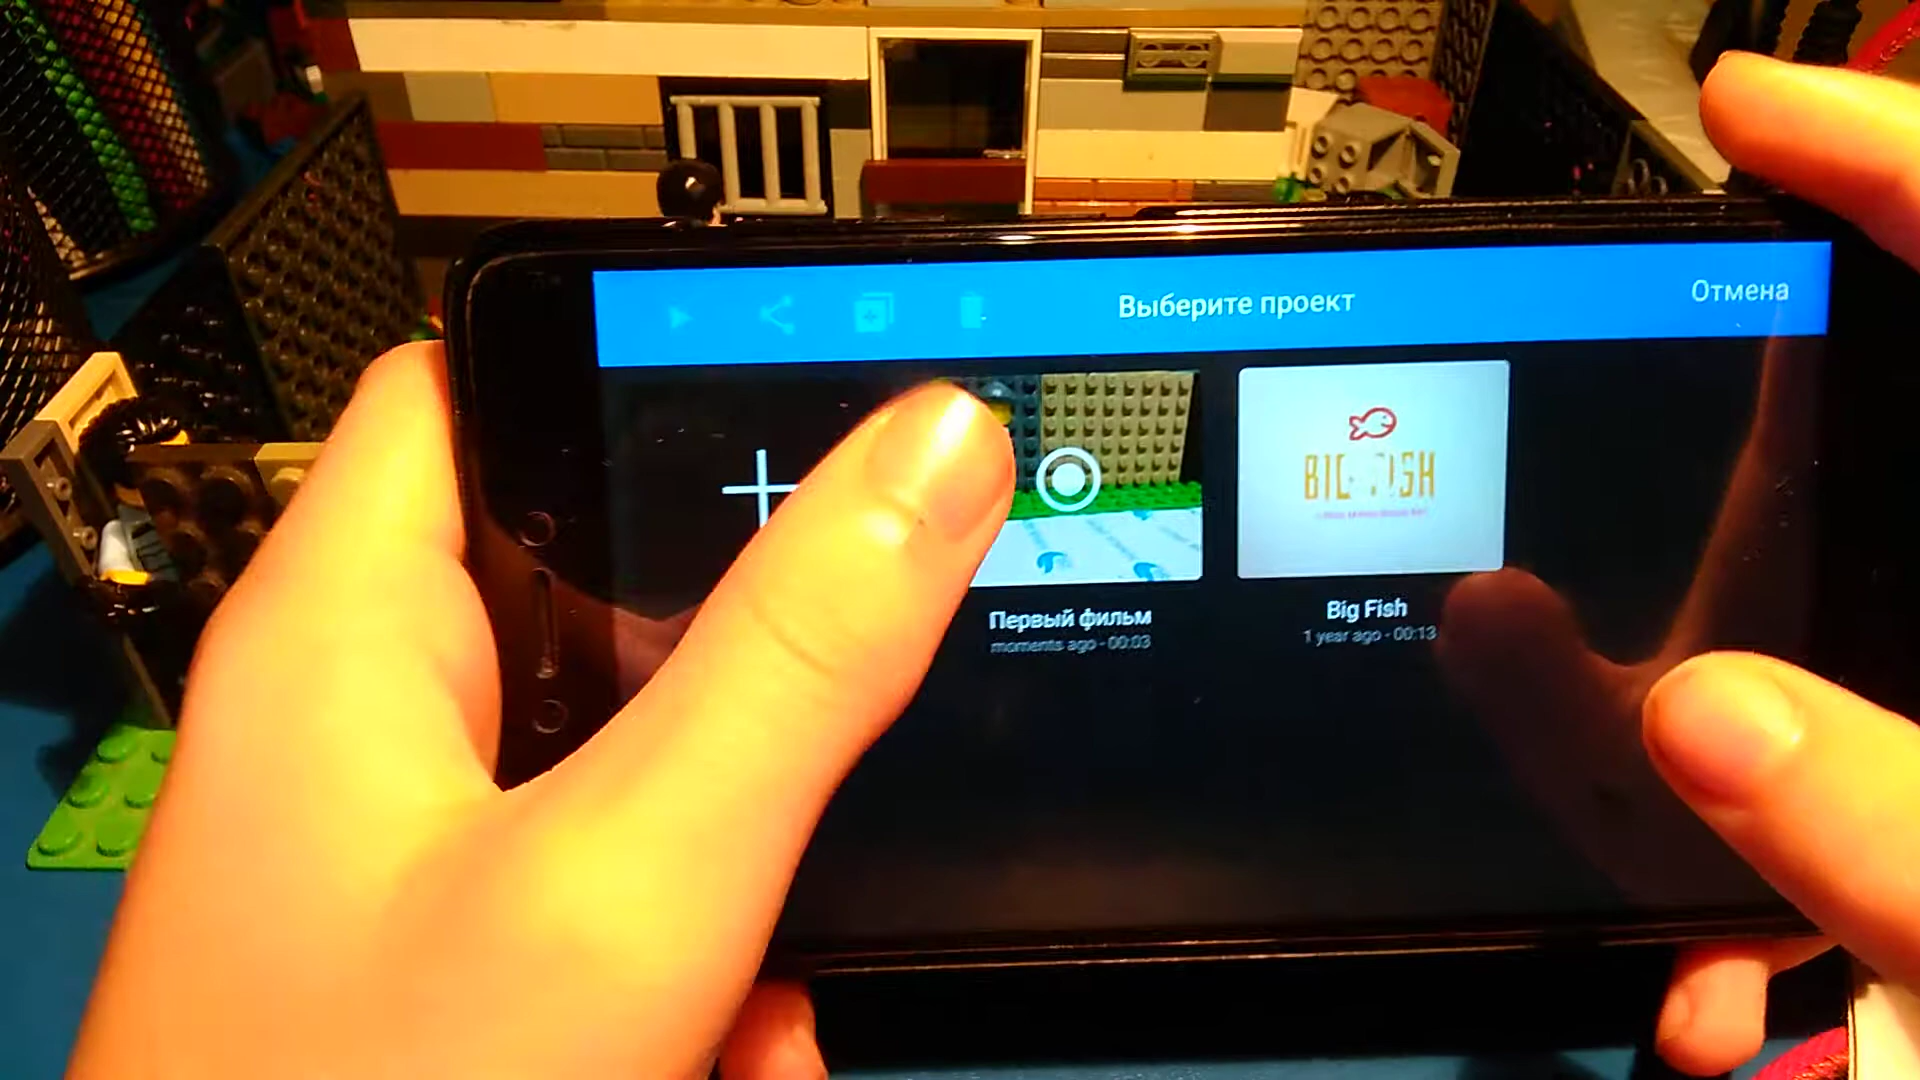 Выберите проект
Отмена
BIG FISH
Первый фильм
moments ago - 00:03
Big Fish
1 year ago - 00:13